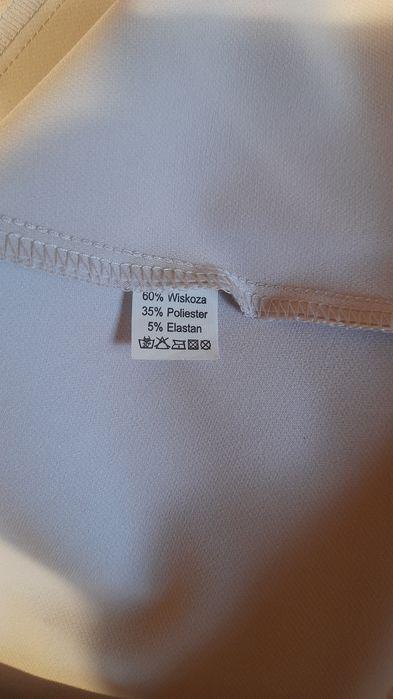 60% Wiskoza
35% Poliester
5% Elastan